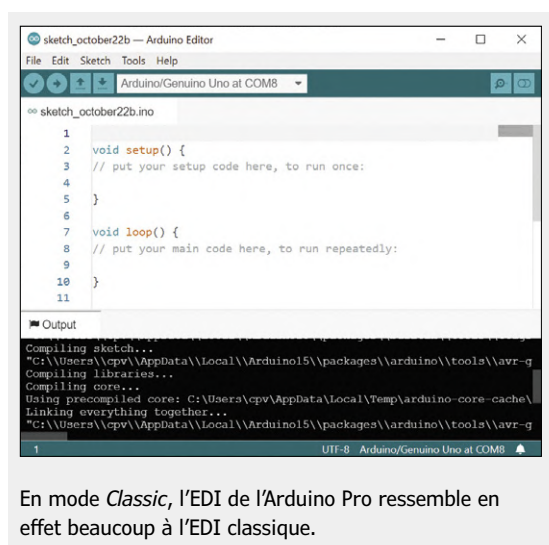 sketch_october22b — Arduino Editor
File Edit Sketch Tools Help
Arduino/Genuino Uno at COM8
sketch_october22b.ino
1
2 void setup() {
3 // put your setup code here, to run once:
4
5 }
6
7 void loop() {
8 // put your main code here, to run repeatedly:
9
10 }
11
Output
Compiling sketch...
"C:\\Users\\cpv\\AppData\\Local\\Arduino15\\packages\\arduino\\tools\\avr-g
Compiling libraries...
Compiling core...
Using precompiled core: C:\Users\cpv\AppData\Local\Temp\arduino-core-cache\
Linking everything together...
"C:\\Users\\cpv\\AppData\\Local\\Arduino15\\packages\\arduino\\tools\\avr-g
1 UTF-8 Arduino/Genuino Uno at COM8
En mode Classic, l’EDI de l’Arduino Pro ressemble en
effet beaucoup à l’EDI classique.